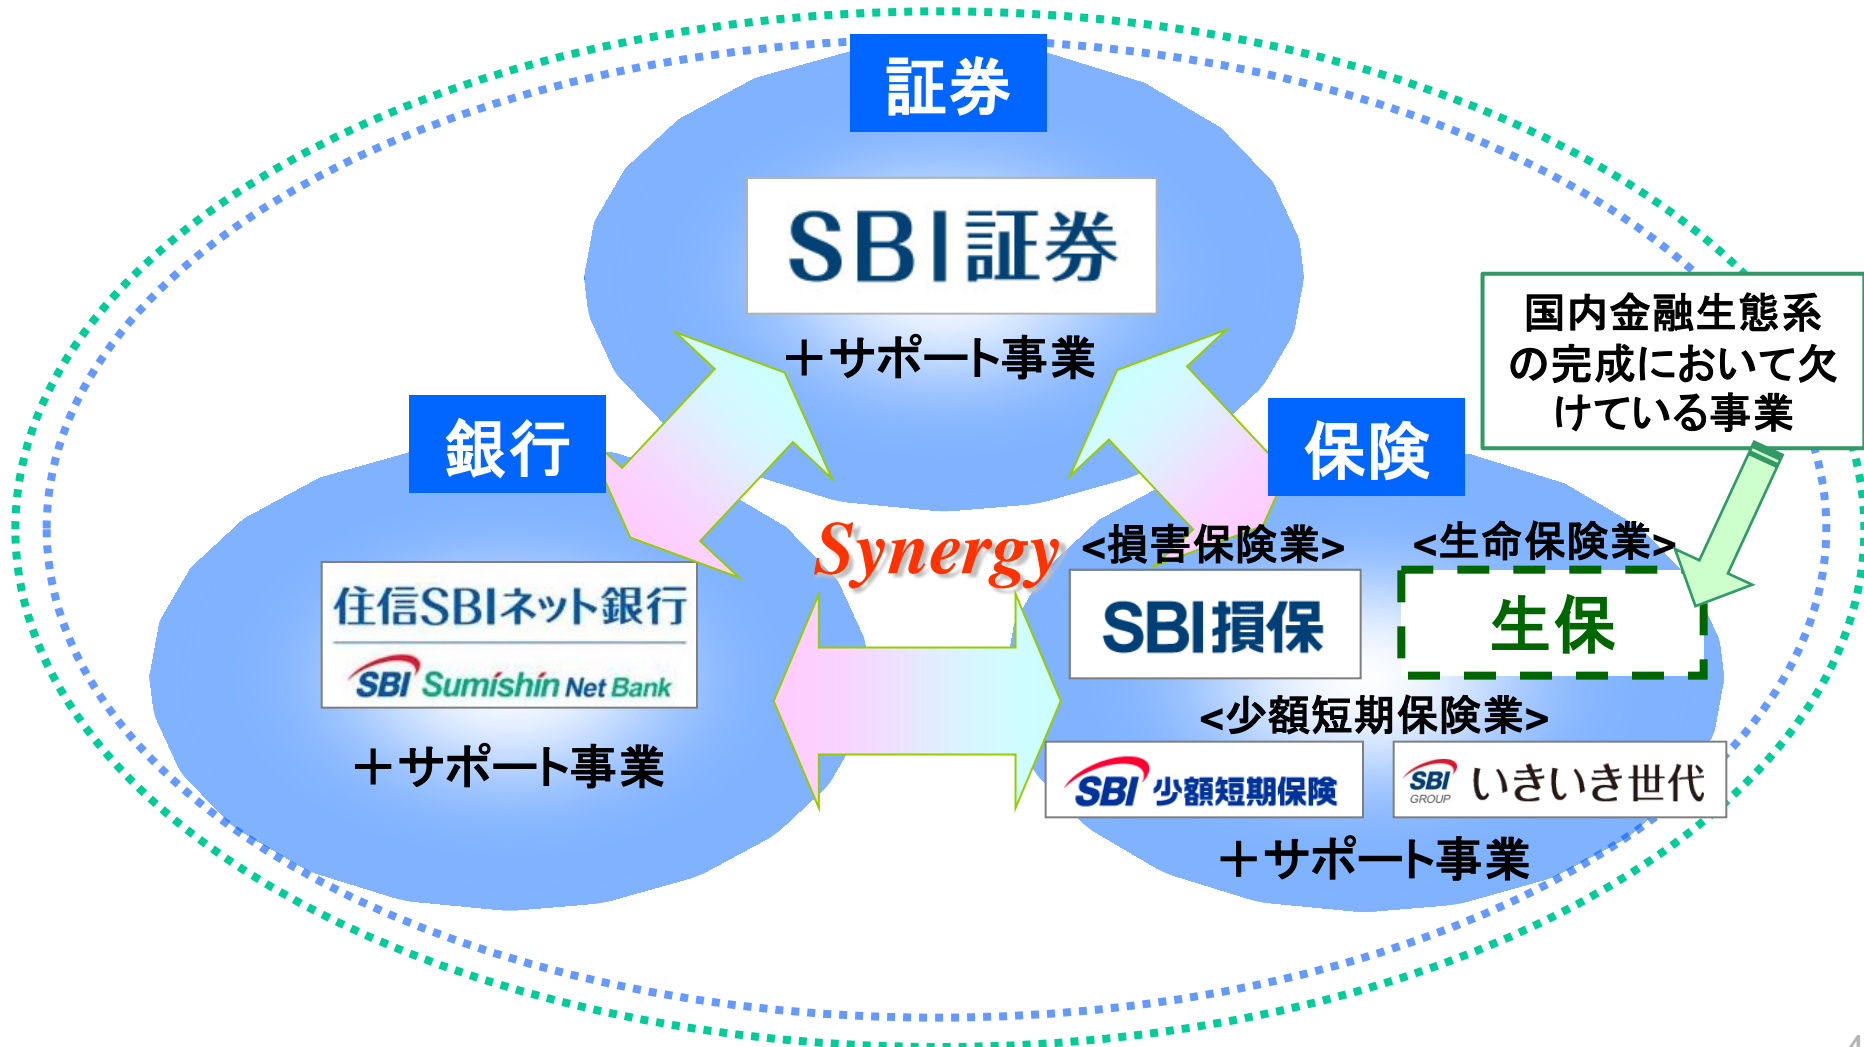 証券
SBI証券
＋サポート事業
国内金融生態系
の完成において欠
けている事業
銀行
保険
Synergy
<損害保険業>
<生命保険業>
住信SBIネット銀行
SBI Sumishin Net Bank
SBI損保
生保
<少額短期保険業>
＋サポート事業
SBI 少額短期保険
SBI GROUP いきいき世代
＋サポート事業
4